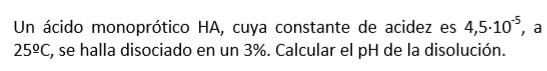 Un ácido monoprótico HA, cuya constante de acidez es 4,5·10⁻⁵, a
25ºC, se halla disociado en un 3%. Calcular el pH de la disolución.